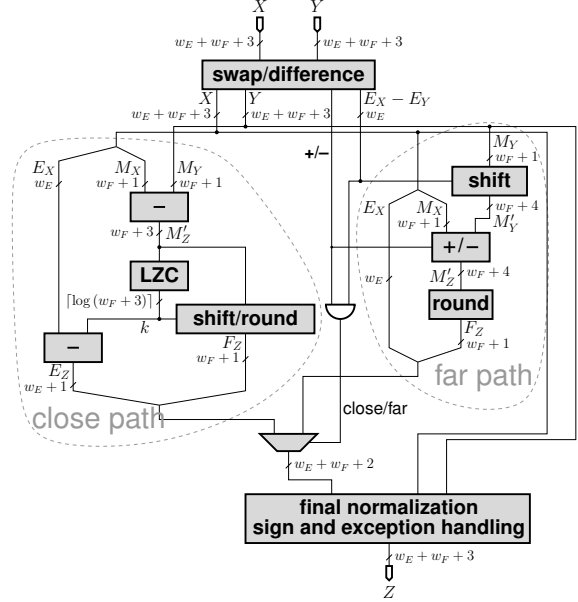 X Y
w_E + w_F + 3 w_E + w_F + 3
swap/difference
X Y E_X − E_Y
w_E + w_F + 3 w_E + w_F + 3 w_E
+/−
E_X M_X M_Y
w_E w_F + 1 w_F + 1
−
w_F + 3 M′_Z
LZC
⌈log (w_F + 3)⌉
k
shift/round
−
E_Z
w_E + 1
F_Z
w_F + 1
close path
M_Y
w_F + 1
shift
w_F + 4
E_X M_X M′_Y
w_F + 1
+/−
w_E
M′_Z w_F + 4
round
F_Z
w_F + 1
far path
close/far
w_E + w_F + 2
final normalization
sign and exception handling
w_E + w_F + 3
Z